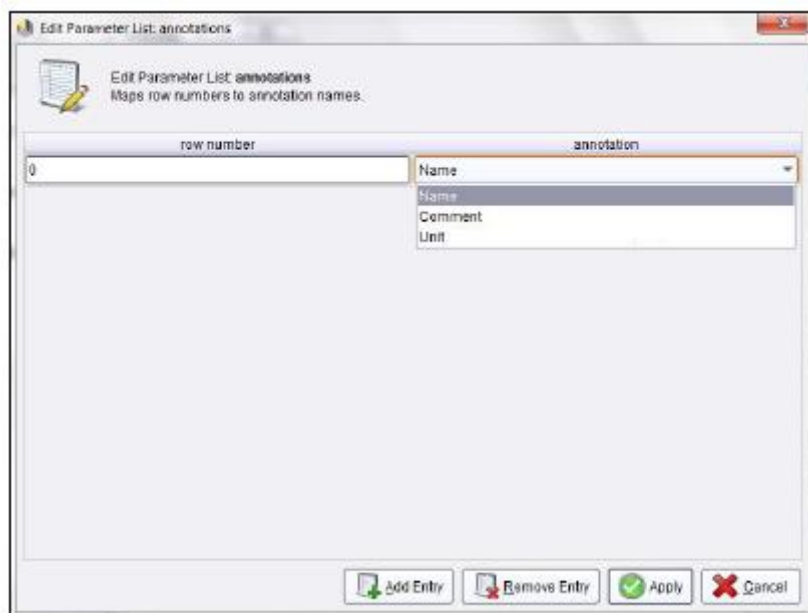 Edit Parameter List: annotations
Edit Parameter List: annotations
Maps row numbers to annotation names.
row number annotation
0 Name
Name
Comment
Unit
Add Entry Remove Entry Apply Cancel